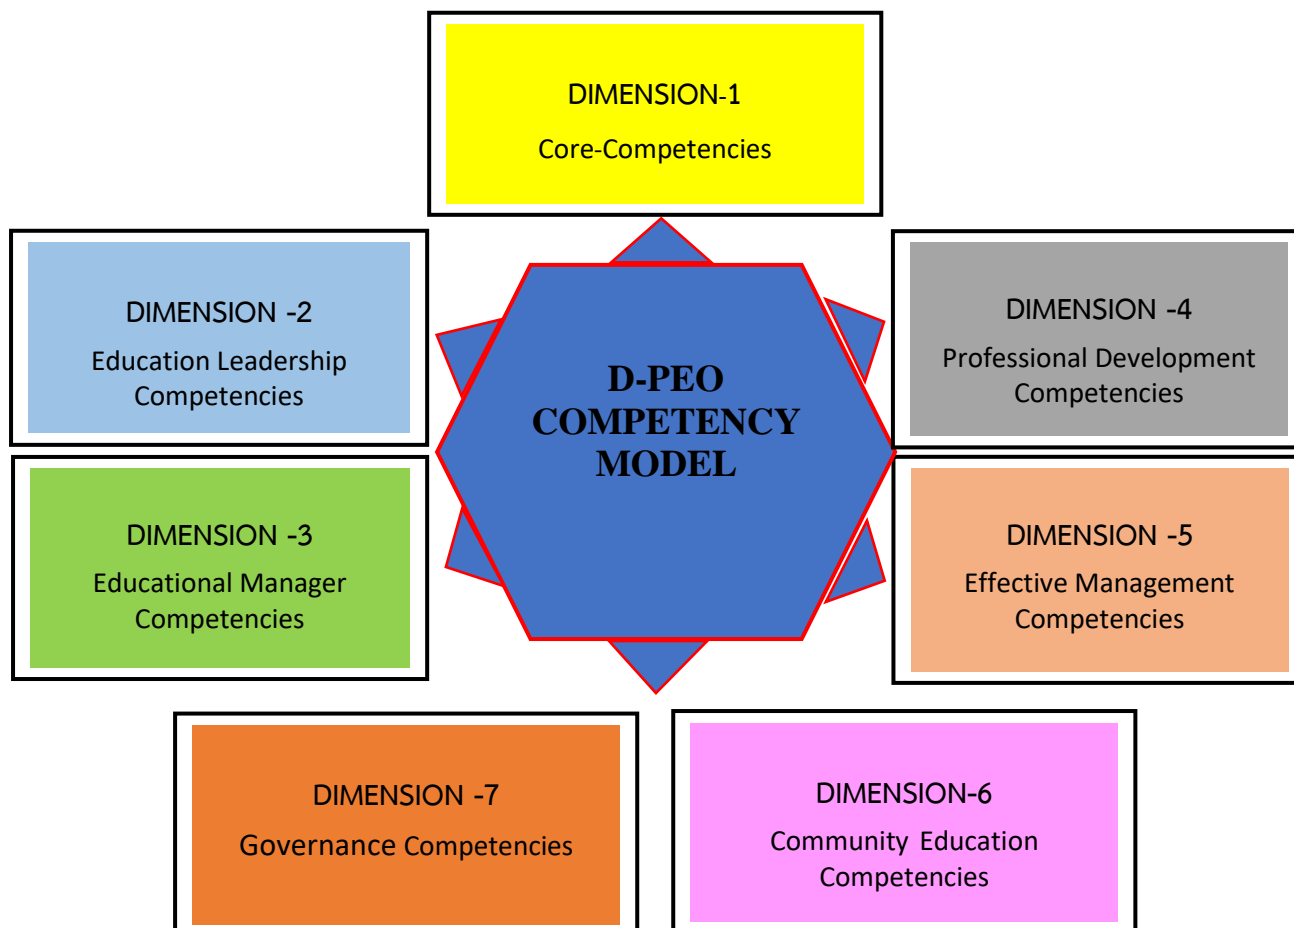 DIMENSION-1
Core-Competencies
DIMENSION -2
Education Leadership
Competencies
DIMENSION -4
Professional Development
Competencies
D-PEO
COMPETENCY
MODEL
DIMENSION -3
Educational Manager
Competencies
DIMENSION -5
Effective Management
Competencies
DIMENSION -7
Governance Competencies
DIMENSION-6
Community Education
Competencies